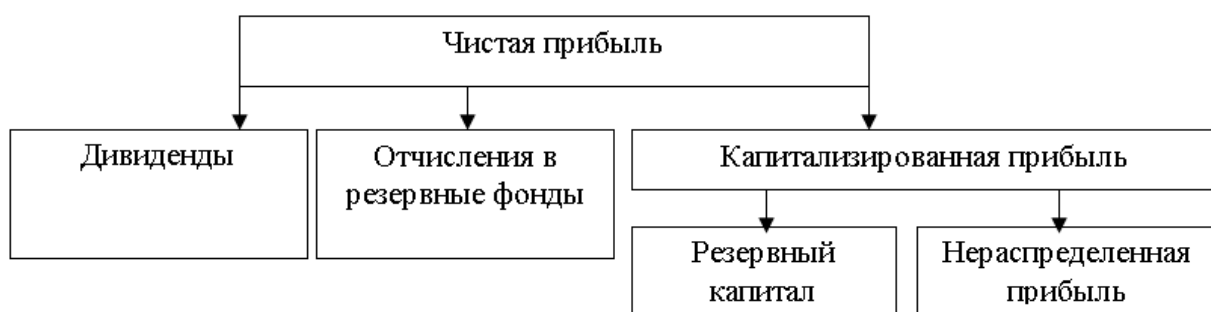 Чистая прибыль
Дивиденды
Отчисления в
резервные фонды
Капитализированная прибыль
Резервный
капитал
Нераспределенная
прибыль